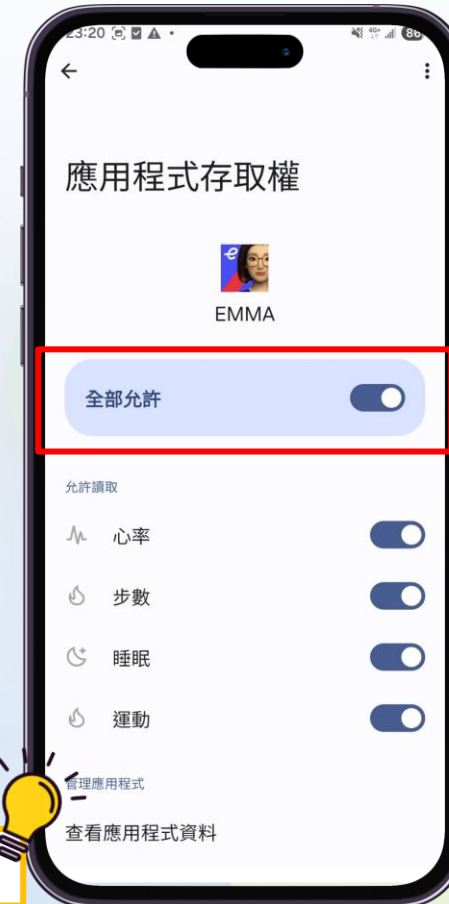 23:20
86
應用程式存取權
e
EMMA
全部允許
允許讀取
心率
步數
睡眠
運動
管理應用程式
查看應用程式資料